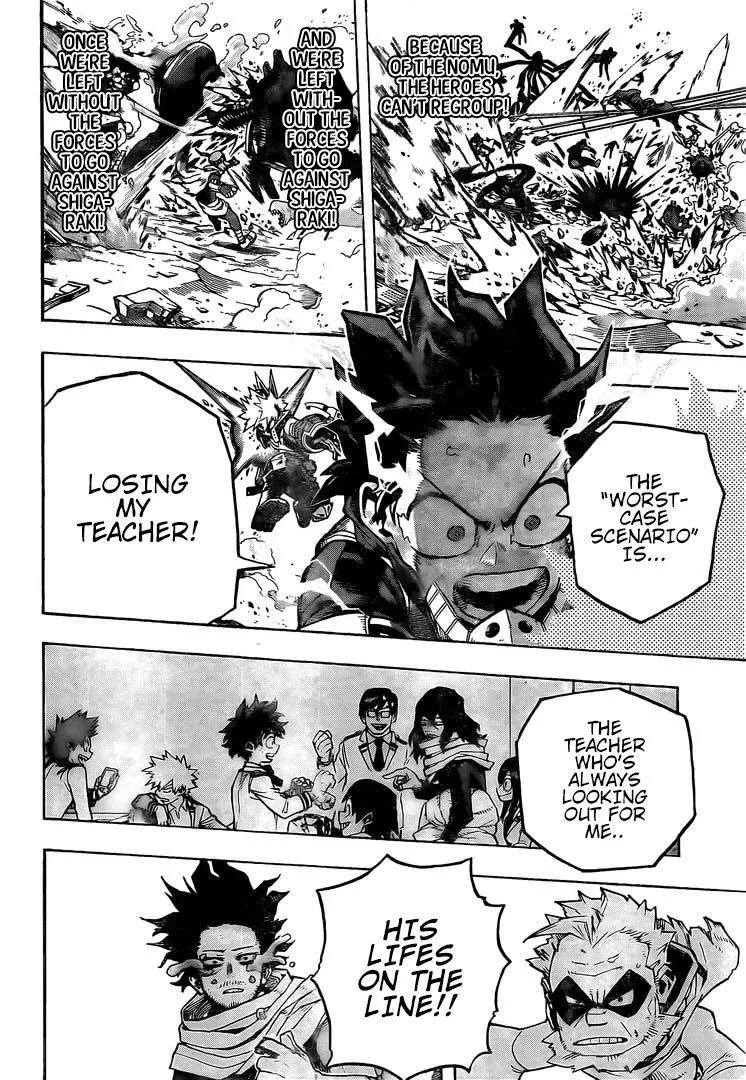 BECAUSE
OF THE NOMU,
THE HEROES
CAN'T REGROUP!
AND
WE'RE
LEFT
WITH-
OUT THE
FORCES
TO GO
AGAINST
SHIGA-
RAKI!
ONCE
WE'RE
LEFT
WITHOUT
THE
FORCES
TO GO
AGAINST
SHIGA-
RAKI!
THE
"WORST-
CASE
SCENARIO"
IS...
LOSING
MY
TEACHER!
THE
TEACHER
WHO'S
ALWAYS
LOOKING
OUT FOR
ME..
HIS
LIFES
ON THE
LINE!!